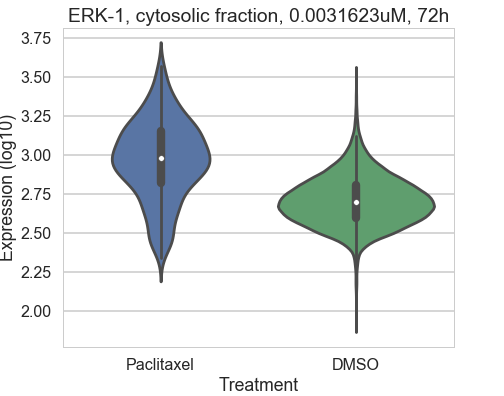 ERK-1, cytosolic fraction, 0.0031623uM, 72h
Expression (log10)
3.75
3.50
3.25
3.00
2.75
2.50
2.25
2.00
Paclitaxel
DMSO
Treatment